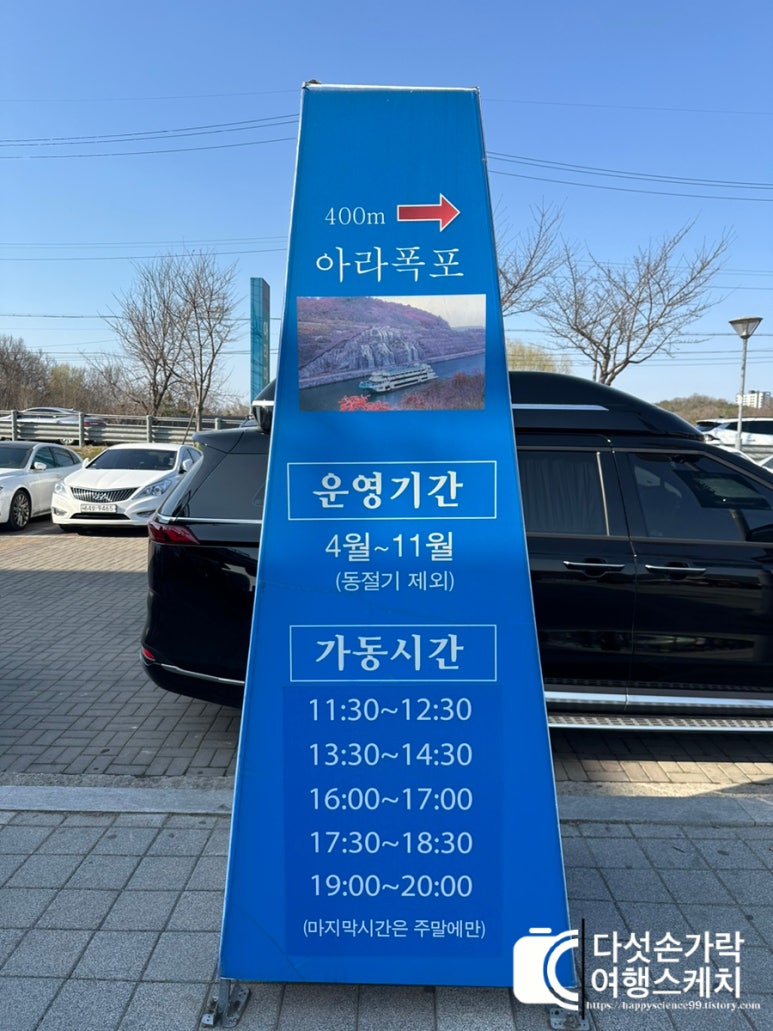 400m
아라폭포
운영기간
4월~11월
(동절기 제외)
가동시간
11:30~12:30
13:30~14:30
16:00~17:00
17:30~18:30
19:00~20:00
(마지막시간은 주말에만)
다섯손가락
여행스케치
https://happyscience99.tistory.com